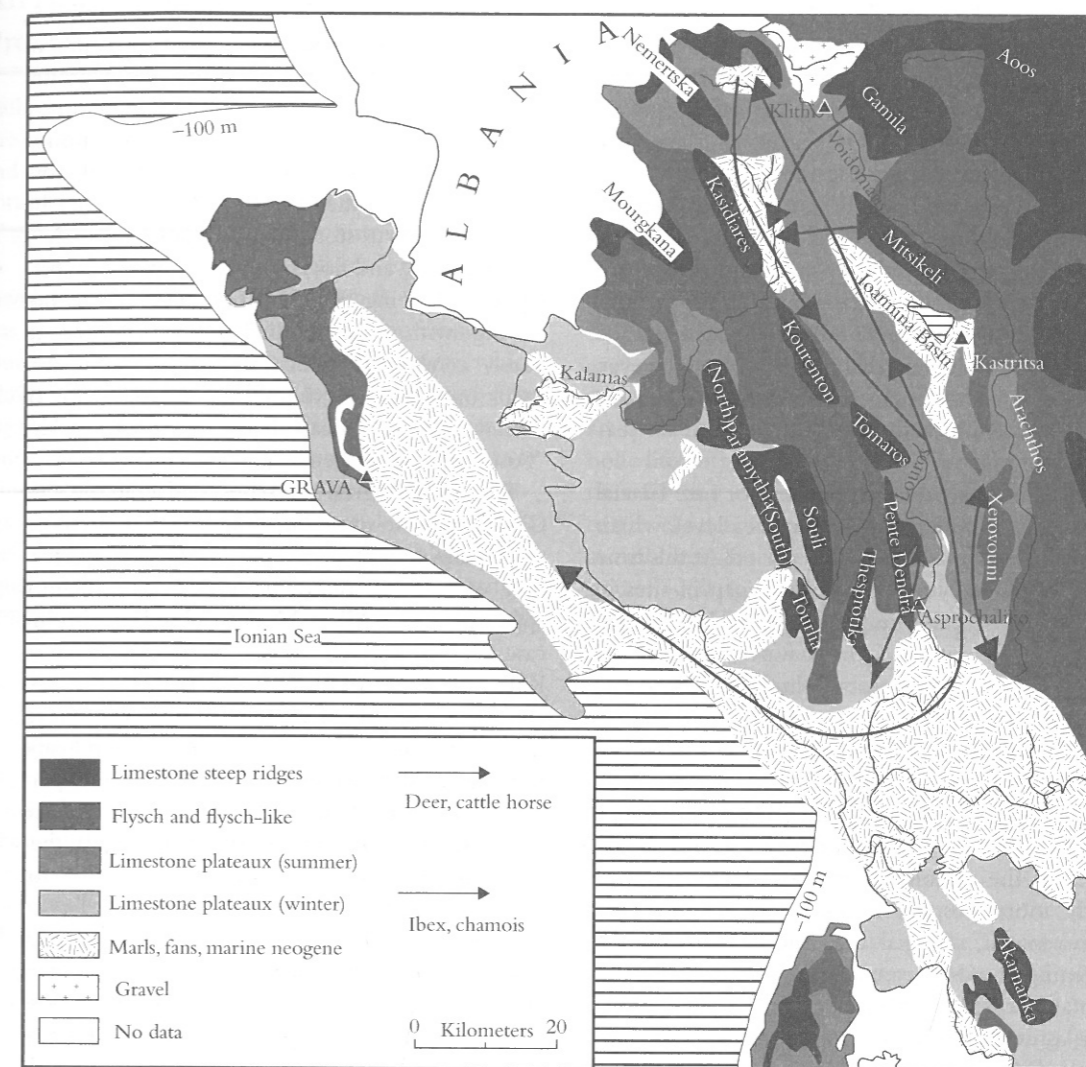 ALBANIA
Nemertska
Aoos
–100 m
Klithi
Gamila
Voidomatis
Mourgkana
Kasidiares
Mitsikeli
Ioannina Basin
Kastritsa
Kourenton
Kalamas
(North)
Paramythia
(South)
Tomaros
Louros
Arachthos
GRAVA
Souli
Pente Dendra
Xerovouni
Thesprotika
Tourlia
Asprochaliko
Ionian Sea
–100 m
Akarnanka
Limestone steep ridges
Flysch and flysch-like
Limestone plateaux (summer)
Limestone plateaux (winter)
Marls, fans, marine neogene
Gravel
No data
Deer, cattle horse
Ibex, chamois
0 Kilometers 20